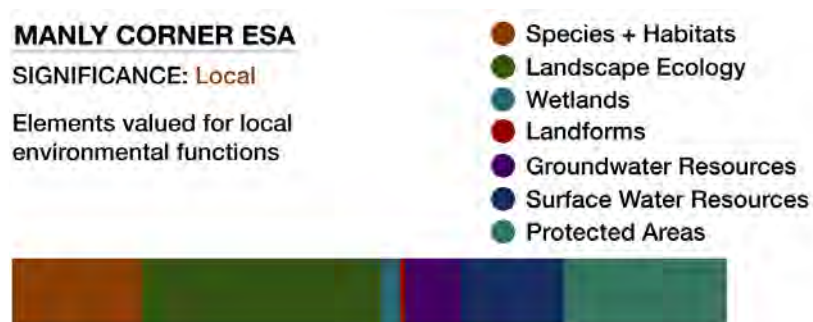 MANLY CORNER ESA
SIGNIFICANCE: Local
Elements valued for local
environmental functions
Species + Habitats
Landscape Ecology
Wetlands
Landforms
Groundwater Resources
Surface Water Resources
Protected Areas